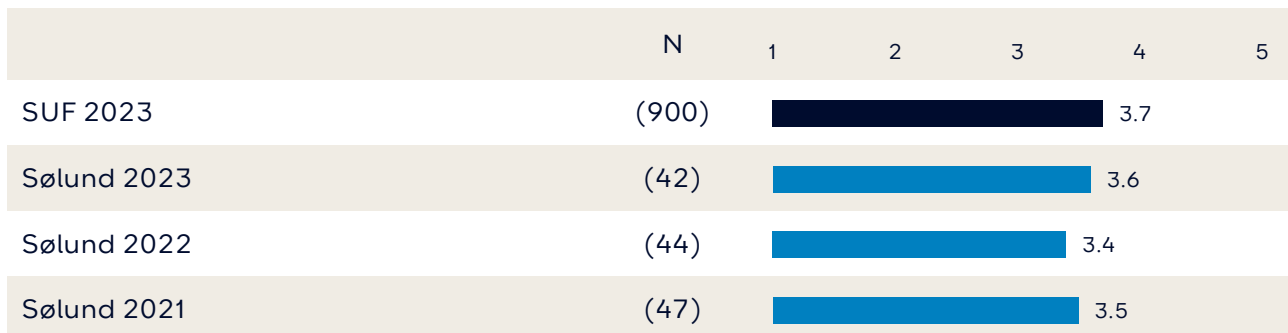 N 1 2 3 4 5
SUF 2023 (900) 3.7
Sølund 2023 (42) 3.6
Sølund 2022 (44) 3.4
Sølund 2021 (47) 3.5